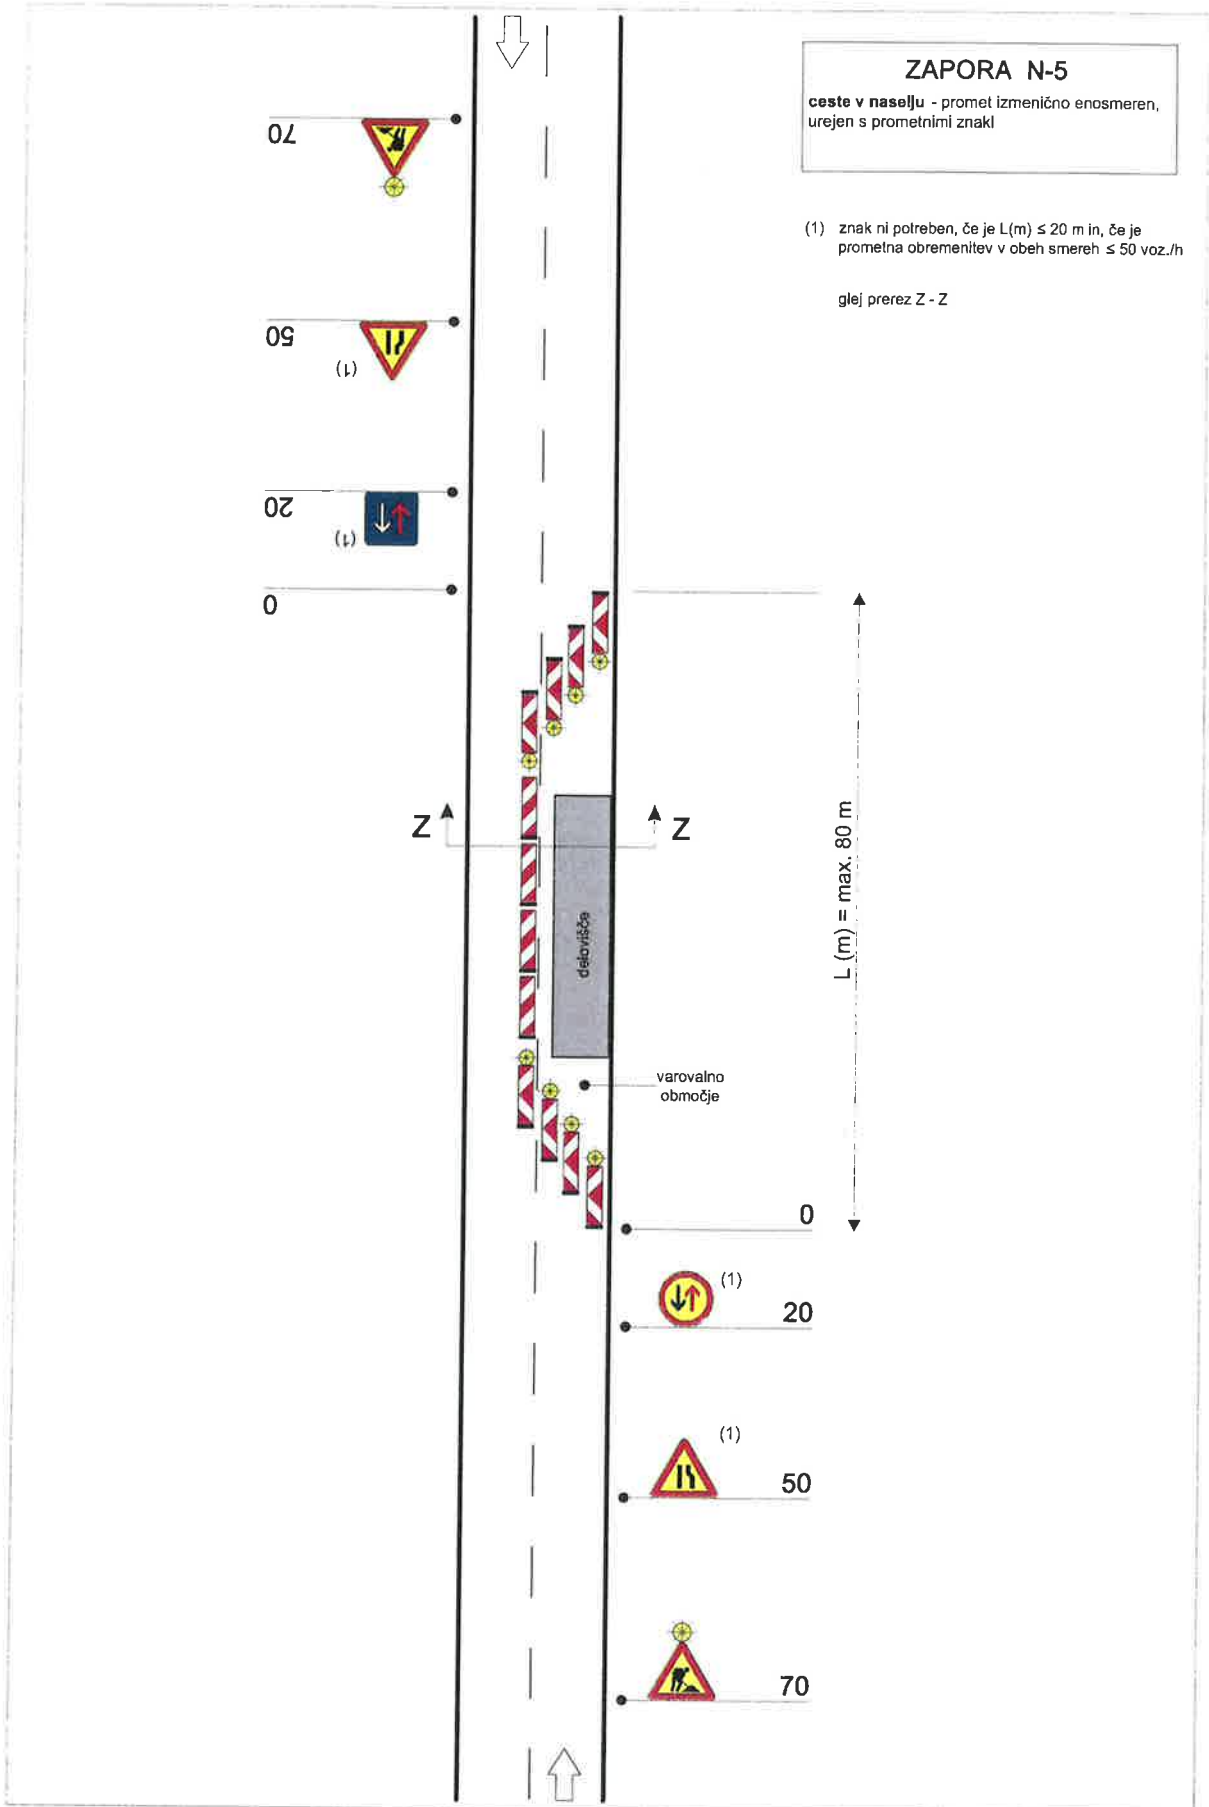 ZAPORA N-5
ceste v naselju - promet izmenično enosmeren,
urejen s prometnimi znaki
(1) znak ni potreben, če je L(m) ≤ 20 m in, če je
prometna obremenitev v obeh smereh ≤ 50 voz./h
glej prerez Z - Z
70
50
(1)
20
(1)
0
Z
Z
delovišče
L (m) = max. 80 m
varovalno
območje
0
(1)
20
(1)
50
70